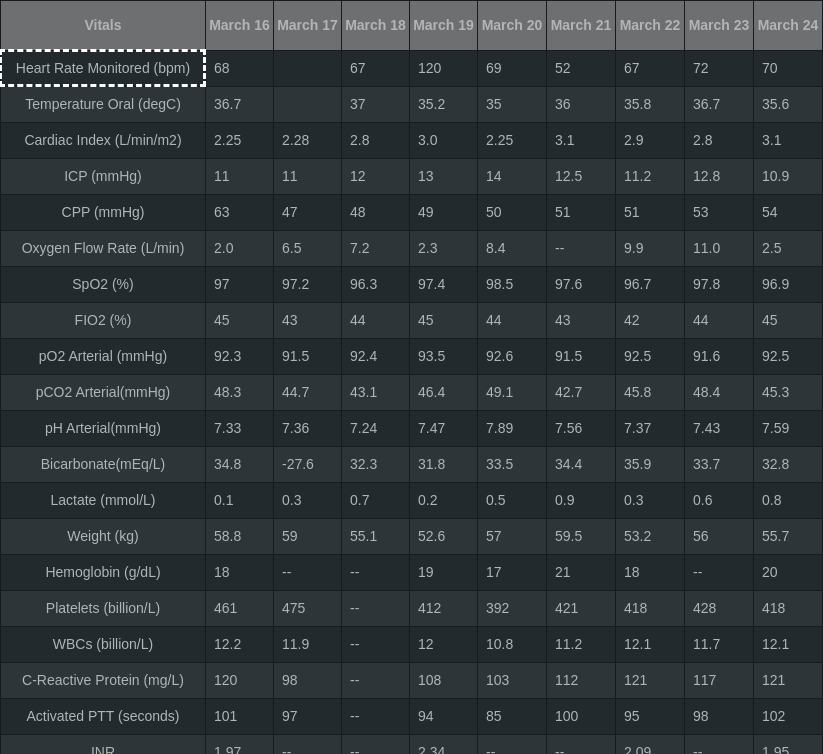 Vitals March 16 March 17 March 18 March 19 March 20 March 21 March 22 March 23 March 24
Heart Rate Monitored (bpm) 68 67 120 69 52 67 72 70
Temperature Oral (degC) 36.7 37 35.2 35 36 35.8 36.7 35.6
Cardiac Index (L/min/m2) 2.25 2.28 2.8 3.0 2.25 3.1 2.9 2.8 3.1
ICP (mmHg) 11 11 12 13 14 12.5 11.2 12.8 10.9
CPP (mmHg) 63 47 48 49 50 51 51 53 54
Oxygen Flow Rate (L/min) 2.0 6.5 7.2 2.3 8.4 -- 9.9 11.0 2.5
SpO2 (%) 97 97.2 96.3 97.4 98.5 97.6 96.7 97.8 96.9
FIO2 (%) 45 43 44 45 44 43 42 44 45
pO2 Arterial (mmHg) 92.3 91.5 92.4 93.5 92.6 91.5 92.5 91.6 92.5
pCO2 Arterial(mmHg) 48.3 44.7 43.1 46.4 49.1 42.7 45.8 48.4 45.3
pH Arterial(mmHg) 7.33 7.36 7.24 7.47 7.89 7.56 7.37 7.43 7.59
Bicarbonate(mEq/L) 34.8 -27.6 32.3 31.8 33.5 34.4 35.9 33.7 32.8
Lactate (mmol/L) 0.1 0.3 0.7 0.2 0.5 0.9 0.3 0.6 0.8
Weight (kg) 58.8 59 55.1 52.6 57 59.5 53.2 56 55.7
Hemoglobin (g/dL) 18 -- -- 19 17 21 18 -- 20
Platelets (billion/L) 461 475 -- 412 392 421 418 428 418
WBCs (billion/L) 12.2 11.9 -- 12 10.8 11.2 12.1 11.7 12.1
C-Reactive Protein (mg/L) 120 98 -- 108 103 112 121 117 121
Activated PTT (seconds) 101 97 -- 94 85 100 95 98 102
INR 1.97 -- -- 2.34 -- -- 2.09 -- 1.95